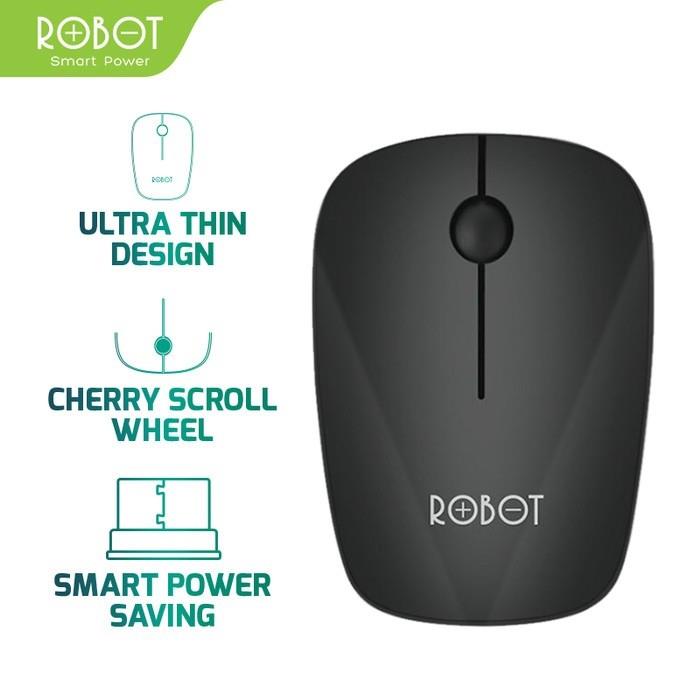 ROBOT
Smart Power
ROBOT
ULTRA THIN
DESIGN
CHERRY SCROLL
WHEEL
SMART POWER
SAVING
ROBOT